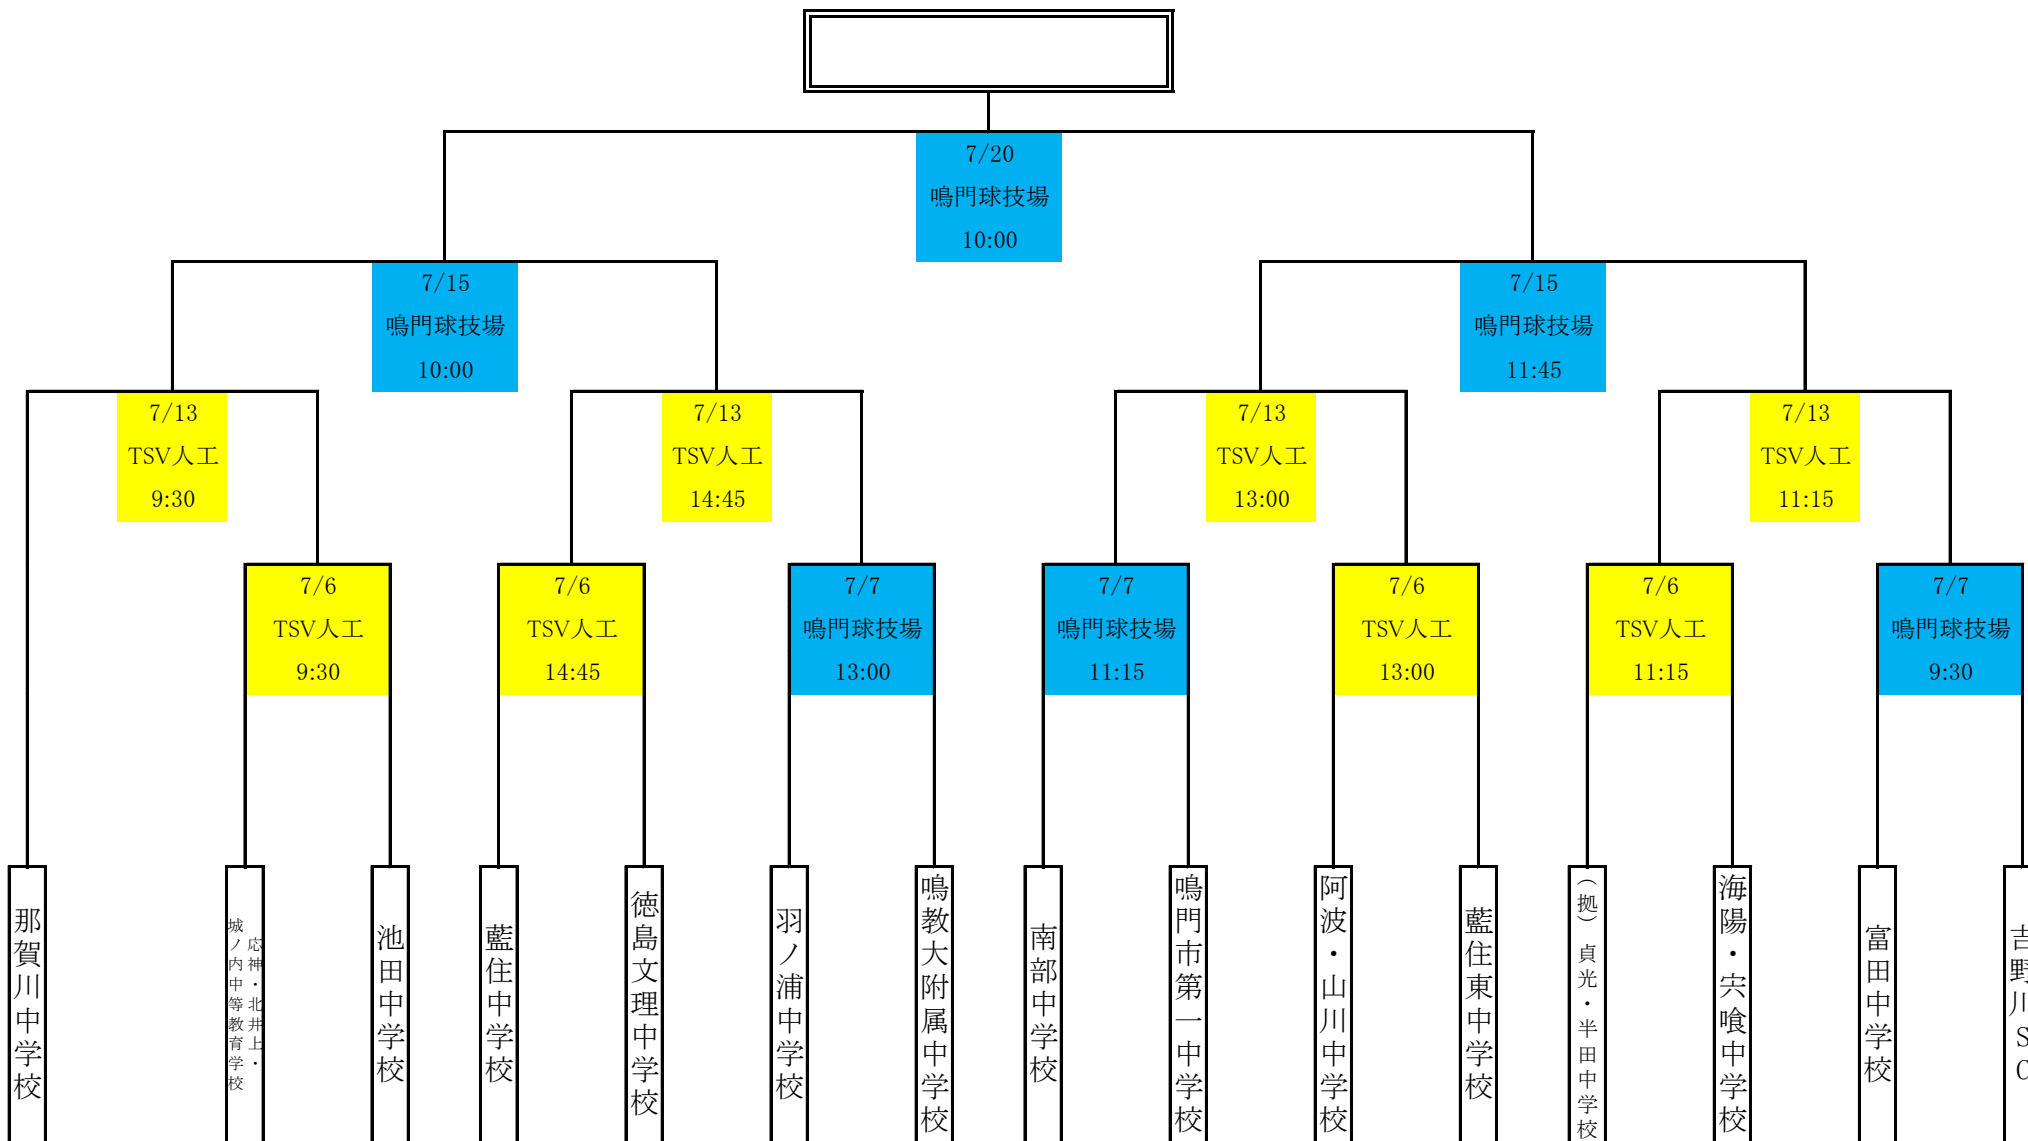 7/20
鳴門球技場
10:00
7/15
鳴門球技場
10:00
7/15
鳴門球技場
11:45
7/13
TSV人工
9:30
7/13
TSV人工
14:45
7/13
TSV人工
13:00
7/13
TSV人工
11:15
7/6
TSV人工
9:30
7/6
TSV人工
14:45
7/7
鳴門球技場
13:00
7/7
鳴門球技場
11:15
7/6
TSV人工
13:00
7/6
TSV人工
11:15
7/7
鳴門球技場
9:30
那賀川中学校
応神・北井上・
城ノ内中等教育学校
池田中学校
藍住中学校
徳島文理中学校
羽ノ浦中学校
鳴教大附属中学校
南部中学校
鳴門市第一中学校
阿波・山川中学校
藍住東中学校
（拠）貞光・半田中学校
海陽・宍喰中学校
富田中学校
吉野川SC